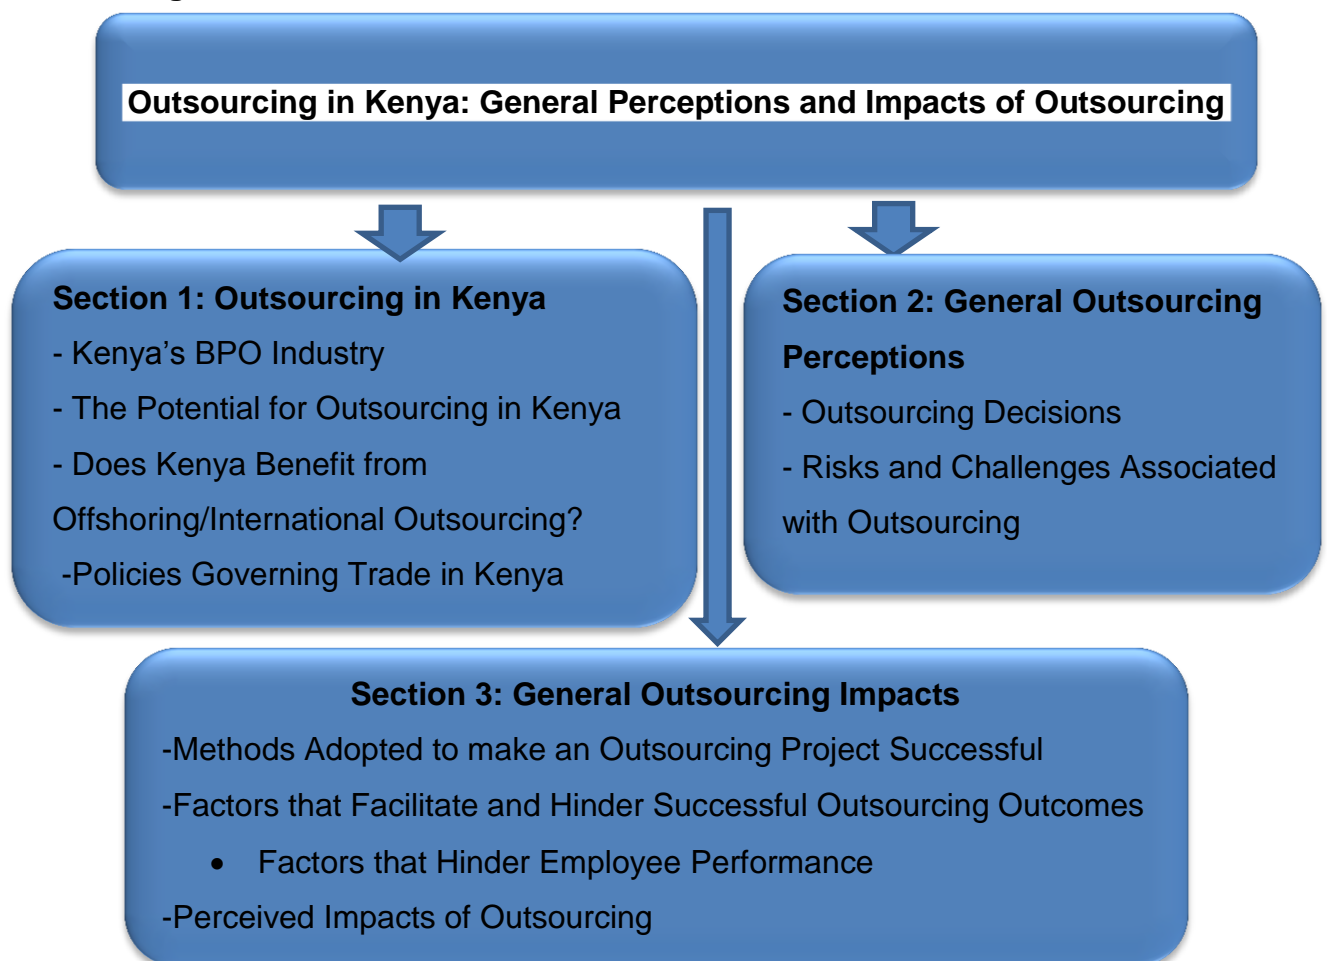 Outsourcing in Kenya: General Perceptions and Impacts of Outsourcing
Section 1: Outsourcing in Kenya
- Kenya’s BPO Industry
- The Potential for Outsourcing in Kenya
- Does Kenya Benefit from
Offshoring/International Outsourcing?
-Policies Governing Trade in Kenya
Section 2: General Outsourcing
Perceptions
- Outsourcing Decisions
- Risks and Challenges Associated
with Outsourcing
Section 3: General Outsourcing Impacts
-Methods Adopted to make an Outsourcing Project Successful
-Factors that Facilitate and Hinder Successful Outsourcing Outcomes
• Factors that Hinder Employee Performance
-Perceived Impacts of Outsourcing